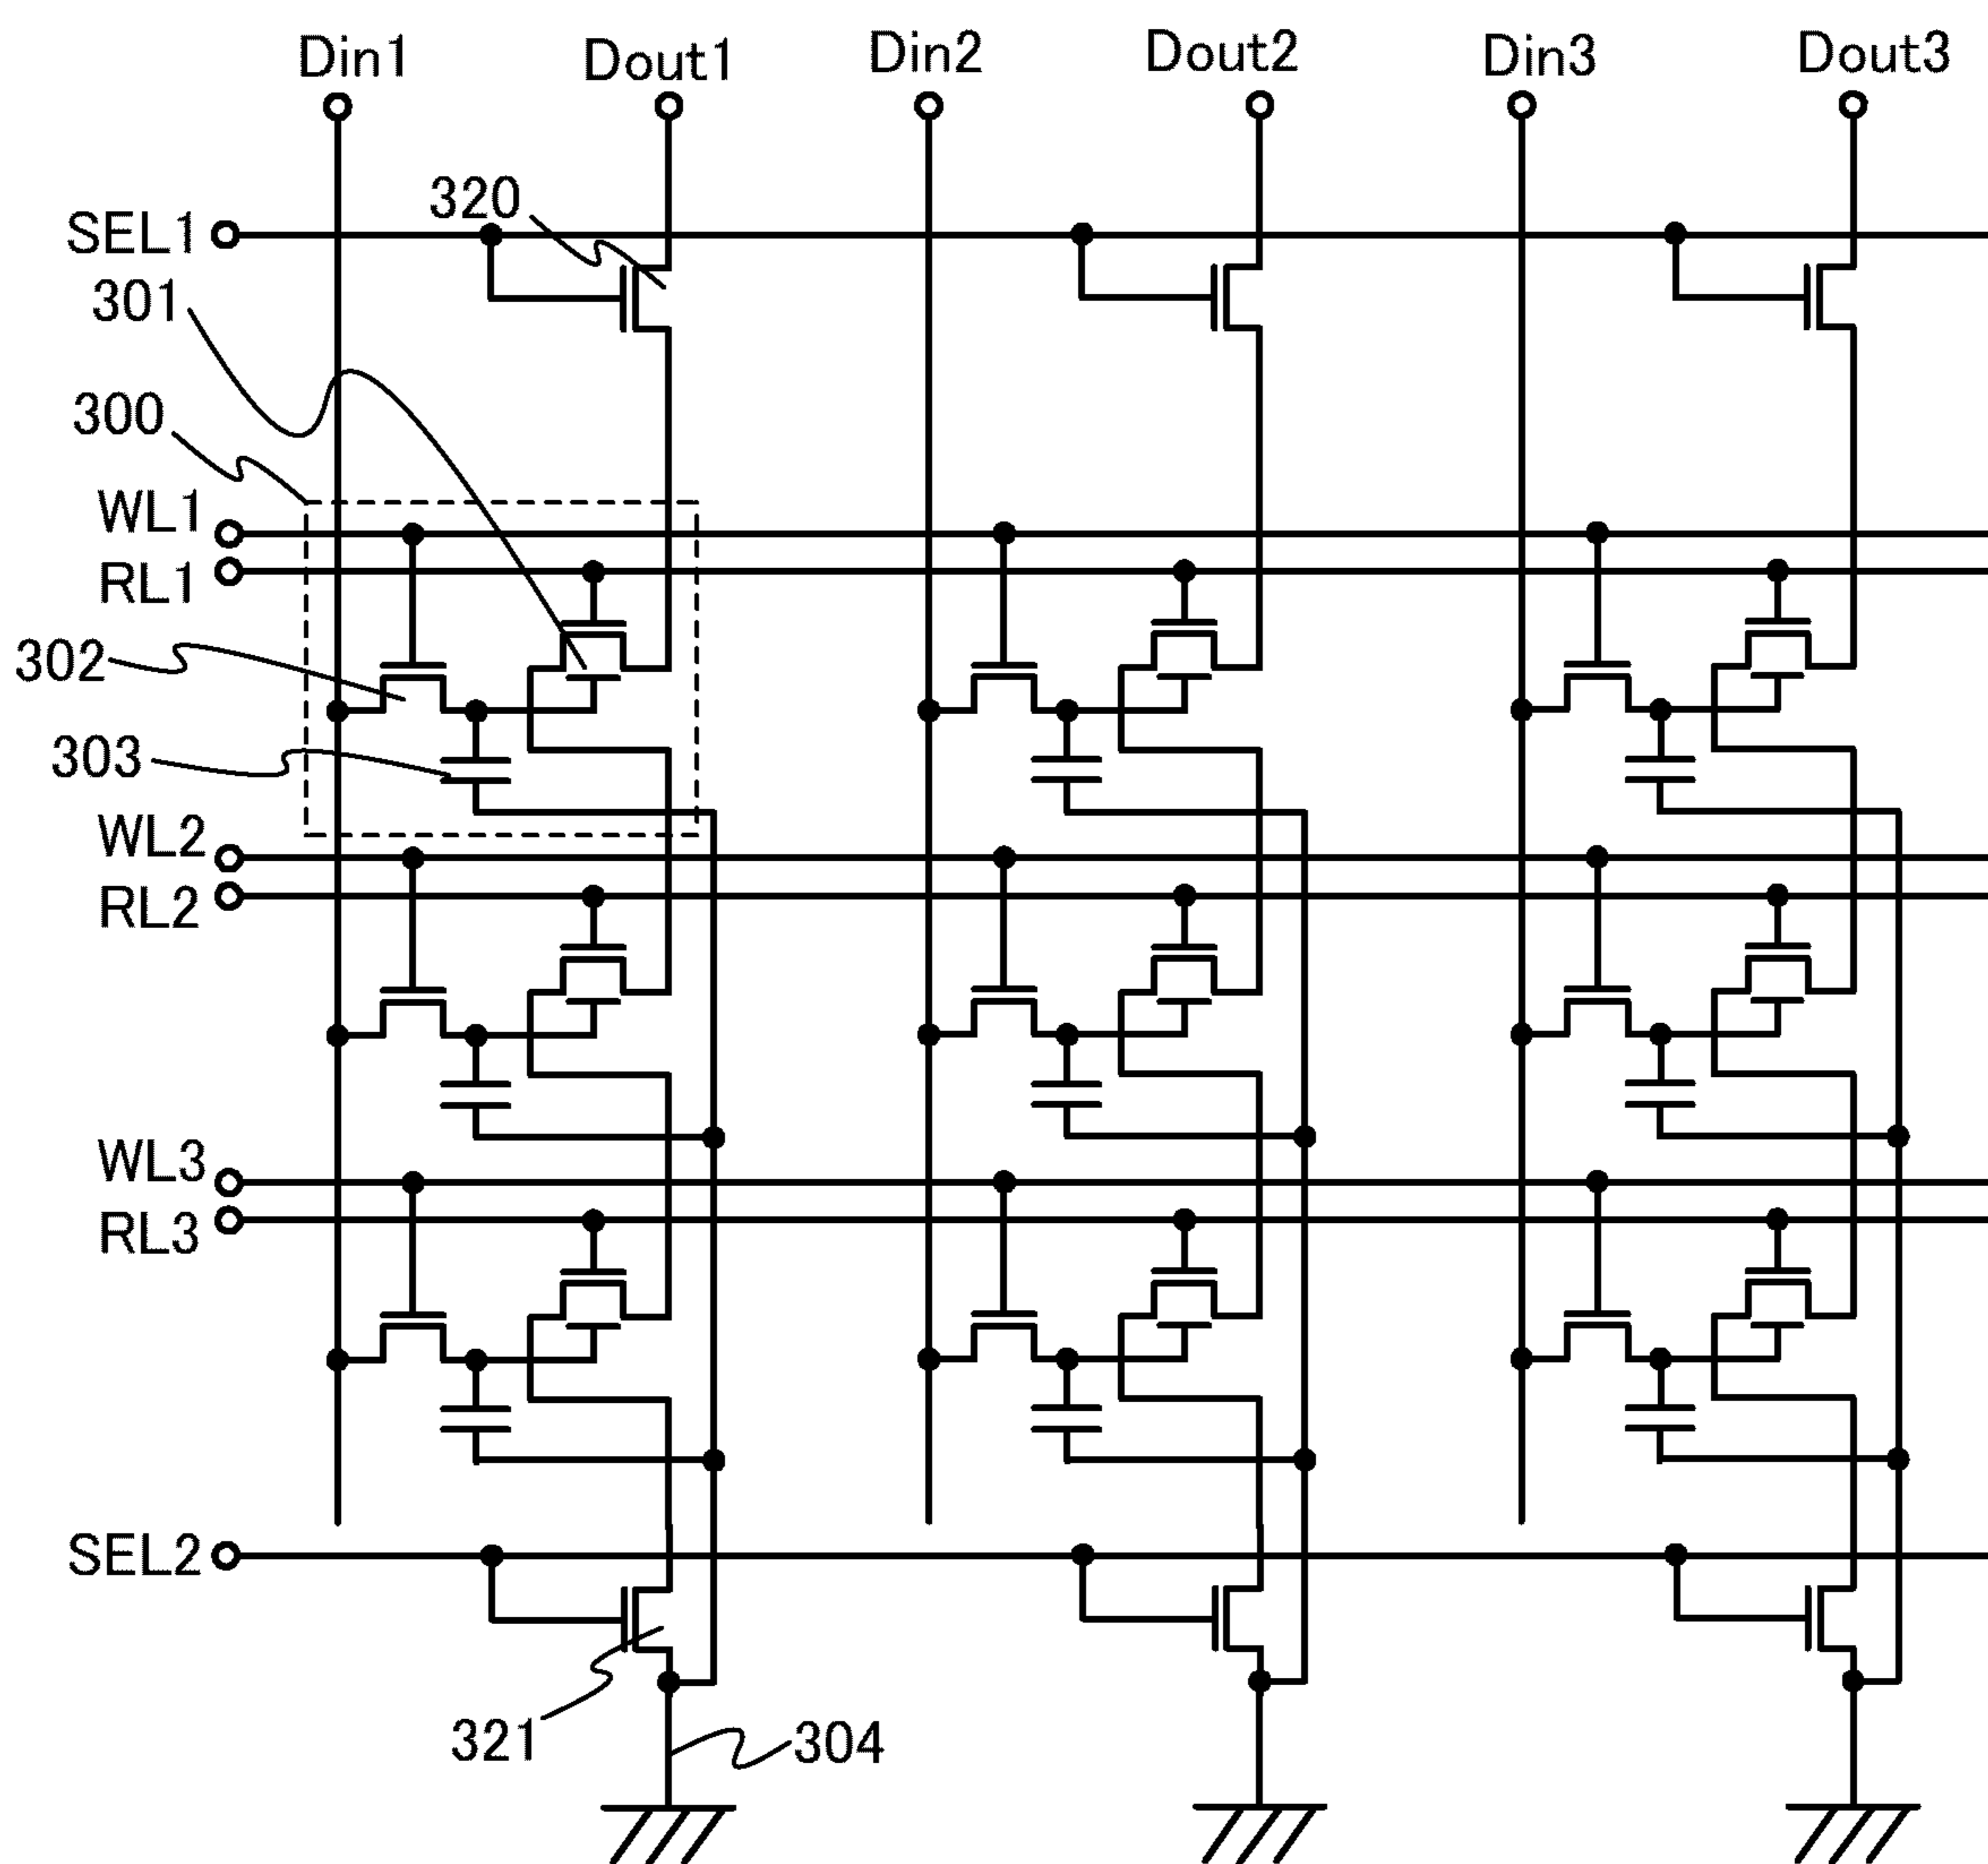 Din1
Dout1
Din2
Dout2
Din3
Dout3
320
SEL1
301
300
WL1
RL1
302
303
WL2
RL2
WL3
RL3
SEL2
321
304